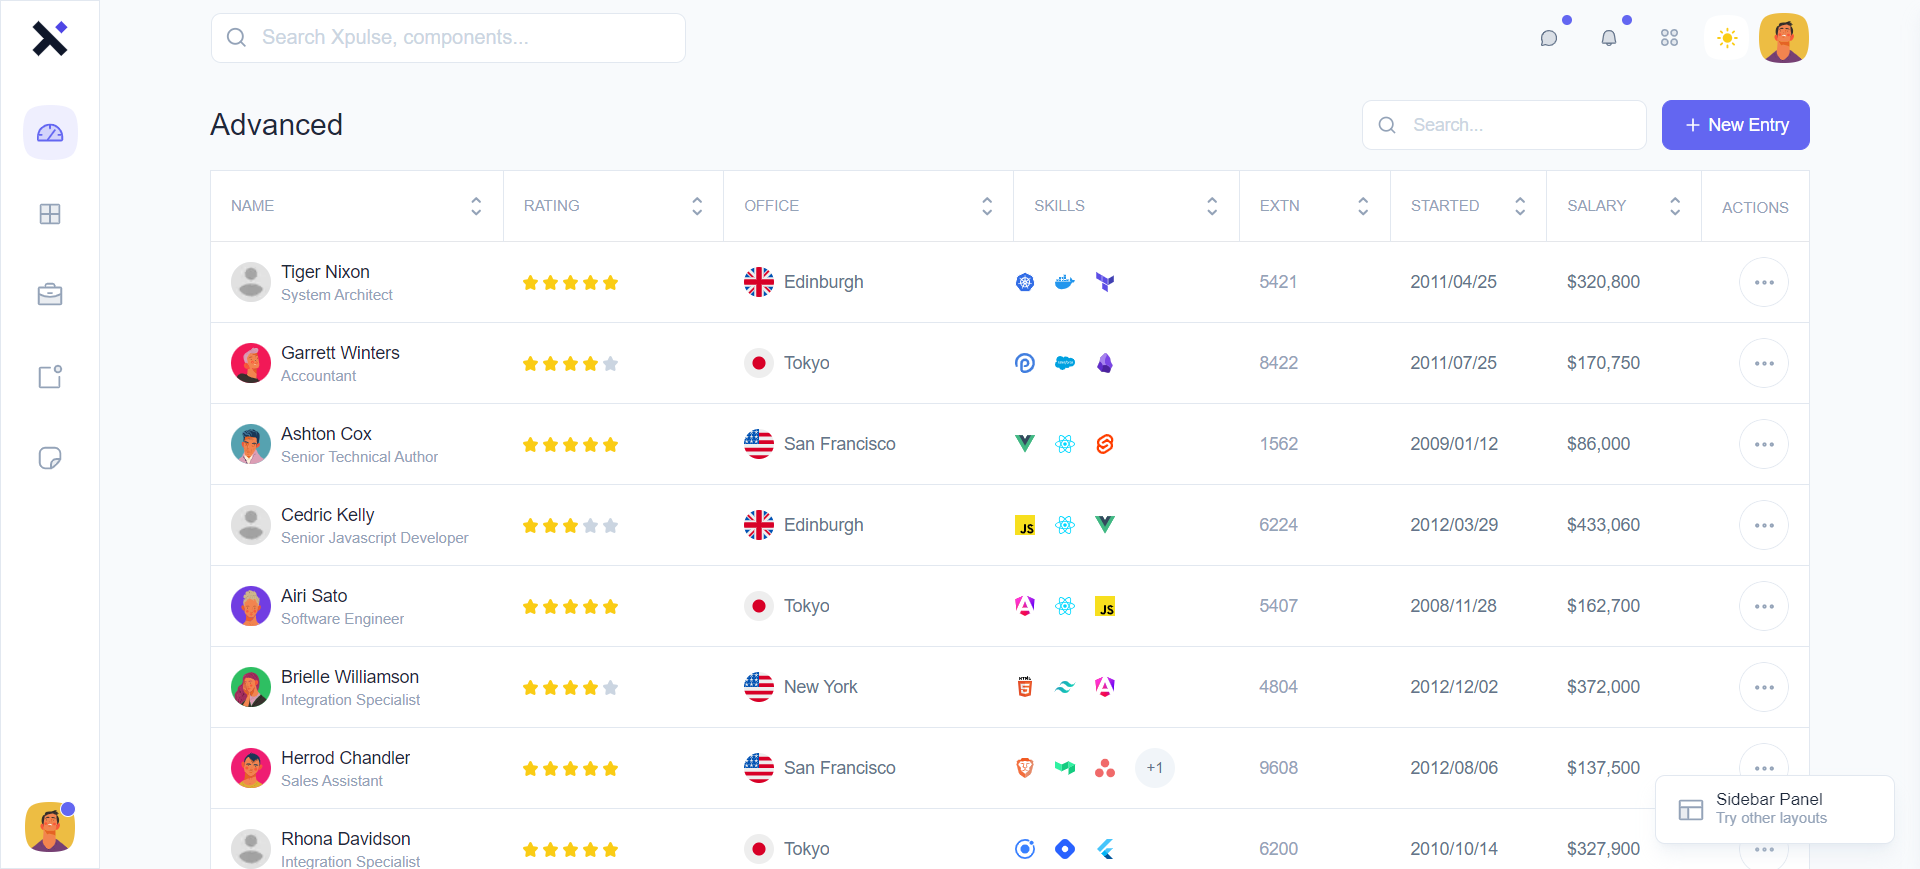 Search Xpulse, components...
Advanced
Search...
New Entry
NAME RATING OFFICE SKILLS EXTN STARTED SALARY ACTIONS
Tiger Nixon
System Architect
Edinburgh 5421 2011/04/25 $320,800
Garrett Winters
Accountant
Tokyo 8422 2011/07/25 $170,750
Ashton Cox
Senior Technical Author
San Francisco 1562 2009/01/12 $86,000
Cedric Kelly
Senior Javascript Developer
Edinburgh JS 6224 2012/03/29 $433,060
Airi Sato
Software Engineer
Tokyo JS 5407 2008/11/28 $162,700
Brielle Williamson
Integration Specialist
New York HTML 5 4804 2012/12/02 $372,000
Herrod Chandler
Sales Assistant
San Francisco +1 9608 2012/08/06 $137,500
Rhona Davidson
Integration Specialist
Tokyo 6200 2010/10/14 $327,900
Sidebar Panel
Try other layouts